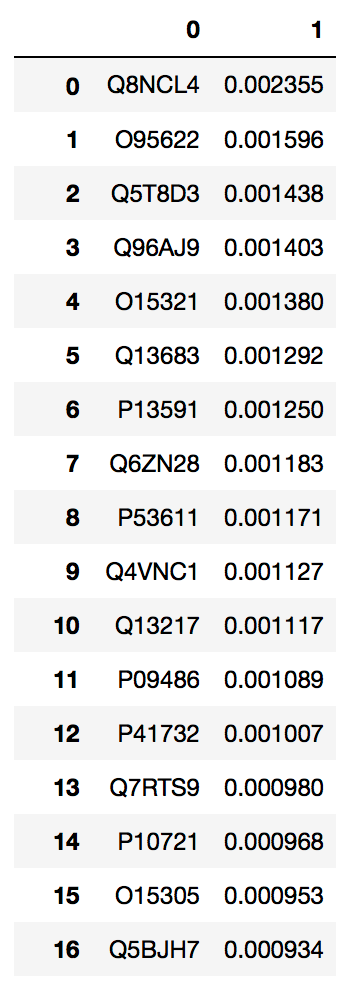 0 1
0 Q8NCL4 0.002355
1 O95622 0.001596
2 Q5T8D3 0.001438
3 Q96AJ9 0.001403
4 O15321 0.001380
5 Q13683 0.001292
6 P13591 0.001250
7 Q6ZN28 0.001183
8 P53611 0.001171
9 Q4VNC1 0.001127
10 Q13217 0.001117
11 P09486 0.001089
12 P41732 0.001007
13 Q7RTS9 0.000980
14 P10721 0.000968
15 O15305 0.000953
16 Q5BJH7 0.000934